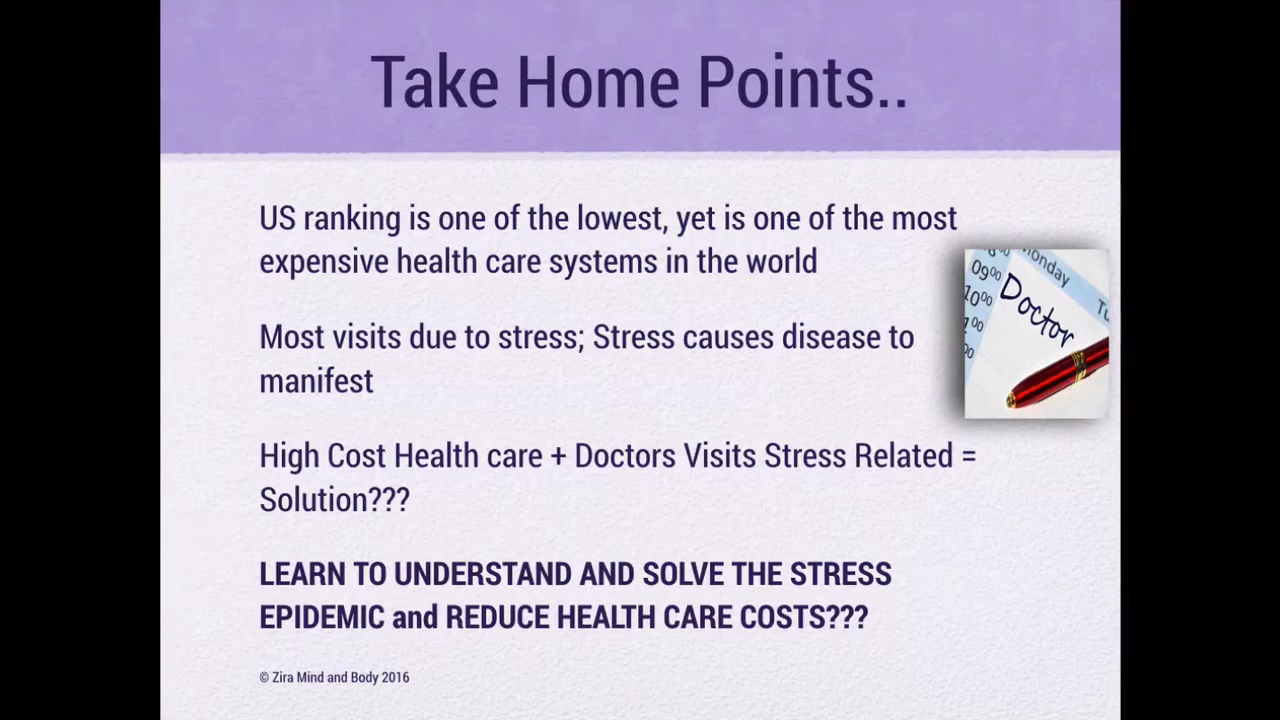 Take Home Points..
US ranking is one of the lowest, yet is one of the most
expensive health care systems in the world
Most visits due to stress; Stress causes disease to
manifest
High Cost Health care + Doctors Visits Stress Related =
Solution???
LEARN TO UNDERSTAND AND SOLVE THE STRESS
EPIDEMIC and REDUCE HEALTH CARE COSTS???
© Zira Mind and Body 2016
onday
09⁰⁰
10⁰⁰
Doctor